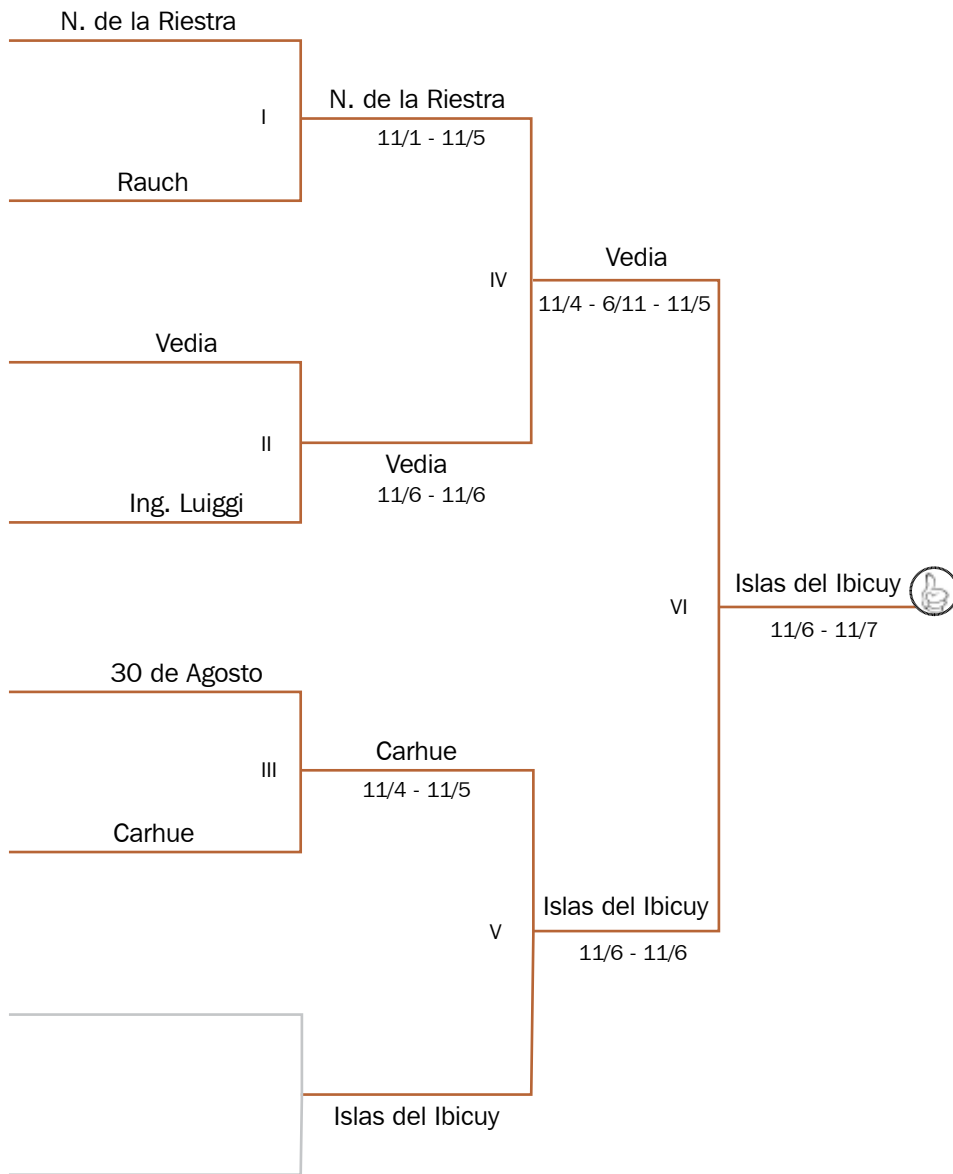 N. de la Riestra
I
N. de la Riestra
11/1 - 11/5
Rauch
IV
Vedia
11/4 - 6/11 - 11/5
Vedia
II
Vedia
11/6 - 11/6
Ing. Luiggi
VI
Islas del Ibicuy
11/6 - 11/7
30 de Agosto
III
Carhue
11/4 - 11/5
Carhue
V
Islas del Ibicuy
11/6 - 11/6
Islas del Ibicuy